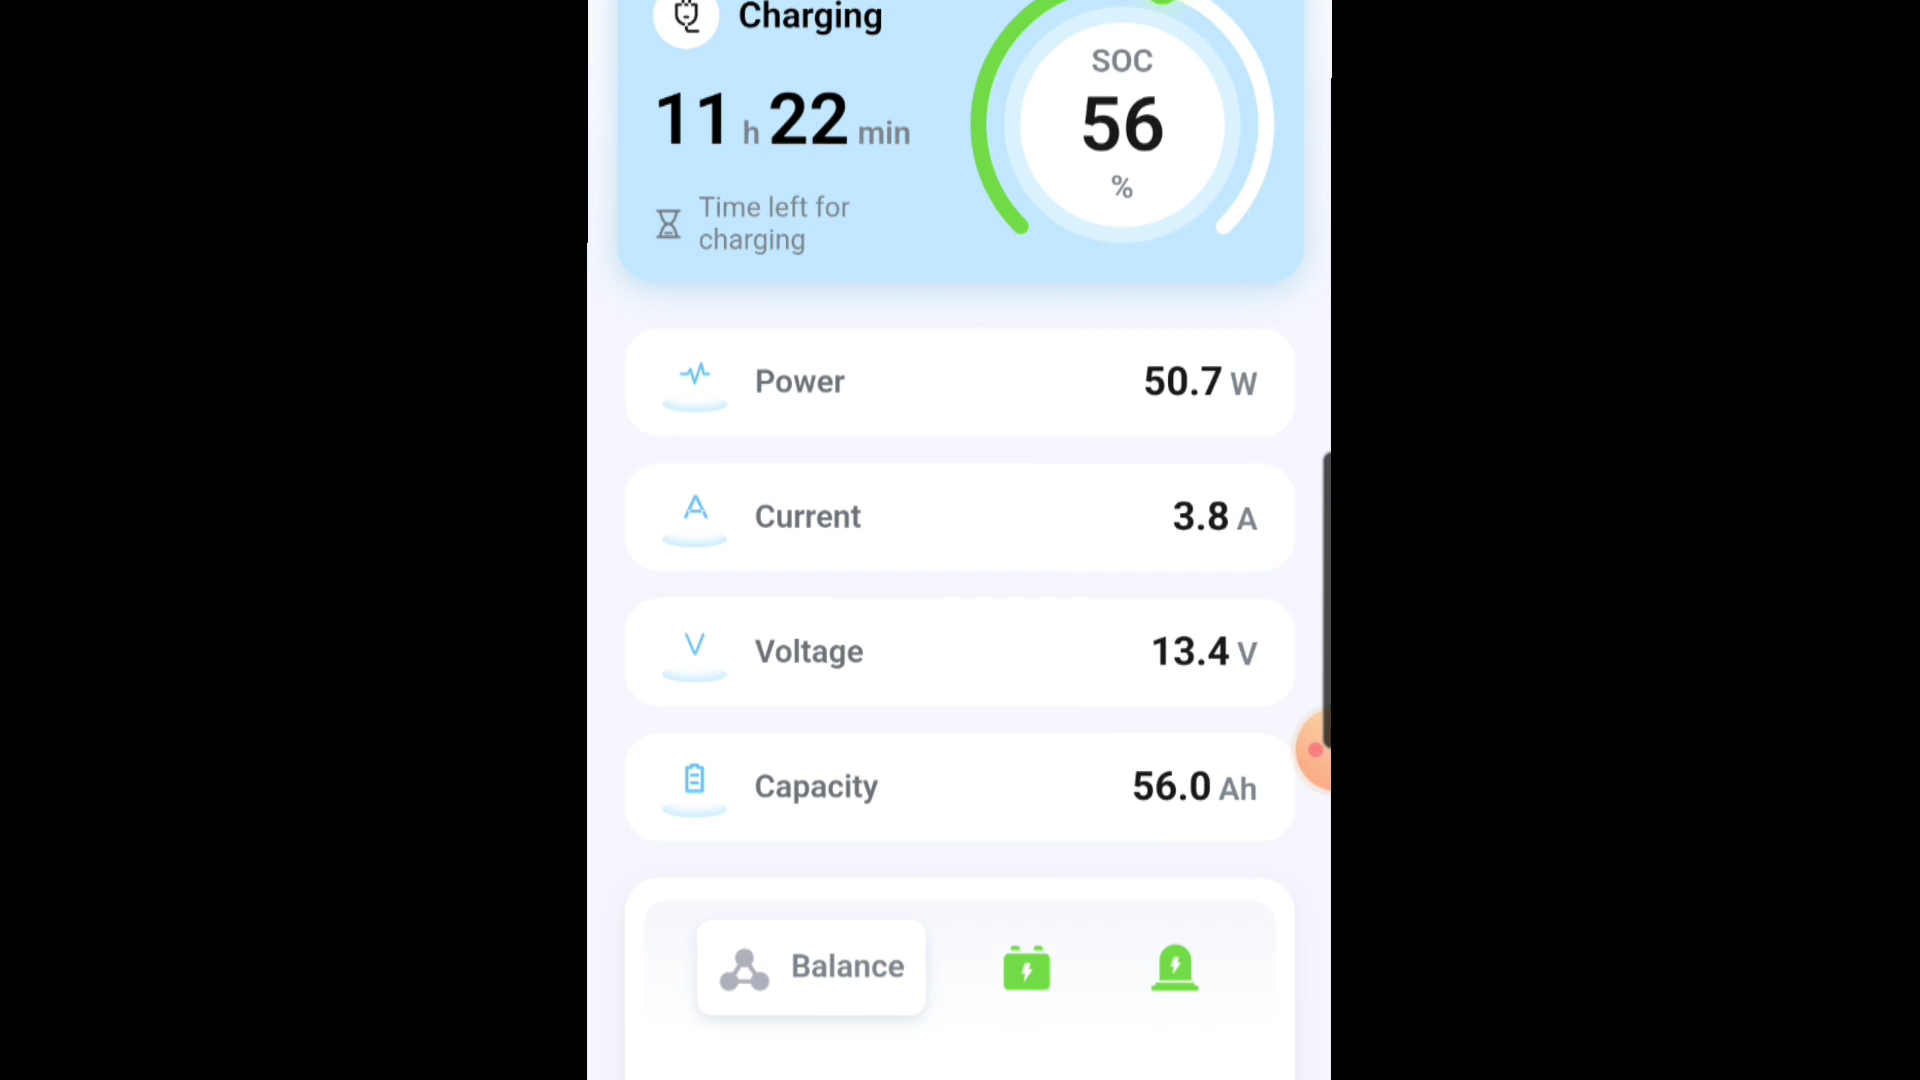 Charging
11 h 22 min
Time left for
charging
SOC
56
%
Power 50.7 W
Current 3.8 A
Voltage 13.4 V
Capacity 56.0 Ah
Balance